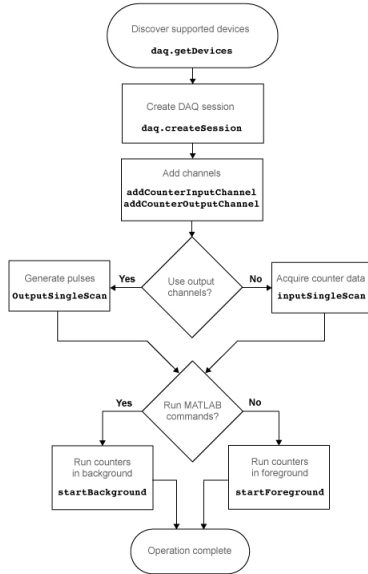 Discover supported devices
daq.getDevices
Create DAQ session
daq.createSession
Add channels
addCounterInputChannel
addCounterOutputChannel
Generate pulses
OutputSingleScan
Yes
Use output
channels?
No
Acquire counter data
inputSingleScan
Yes
Run MATLAB
commands?
No
Run counters
in background
startBackground
Run counters
in foreground
startForeground
Operation complete